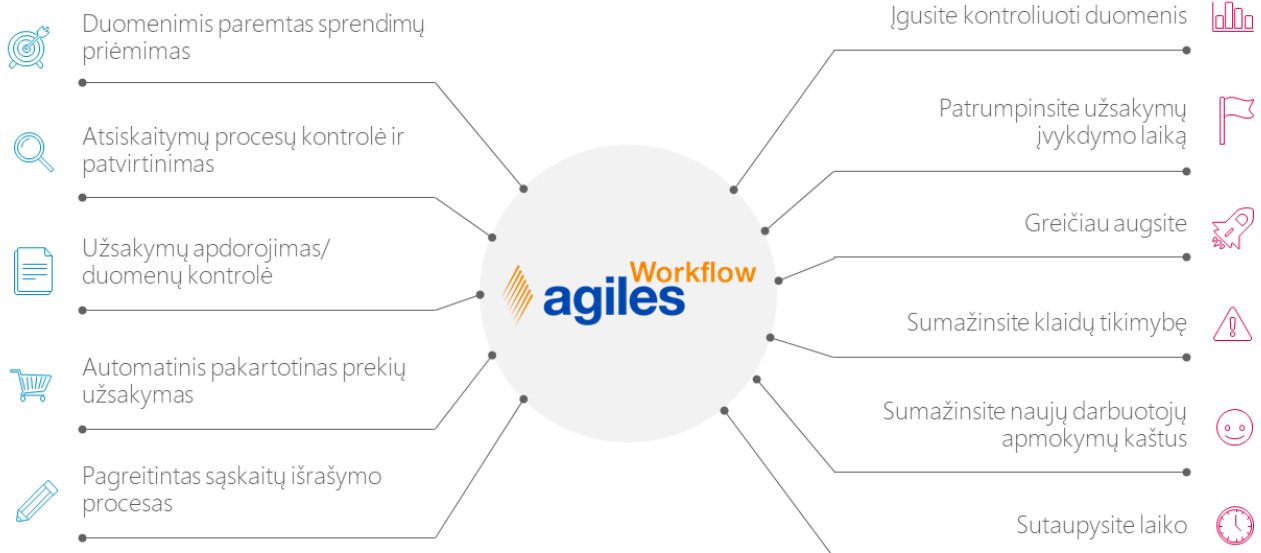 Duomenimis paremtas sprendimų
priėmimas
Atsiskaitymų procesų kontrolė ir
patvirtinimas
Užsakymų apdorojimas/
duomenų kontrolė
Automatinis pakartotinas prekių
užsakymas
Pagreitintas sąskaitų išrašymo
procesas
Workflow
agiles
Įgusite kontroliuoti duomenis
Patrumpinsite užsakymų
įvykdymo laiką
Greičiau augsite
Sumažinsite klaidų tikimybę
Sumažinsite naujų darbuotojų
apmokymų kaštus
Sutaupysite laiko